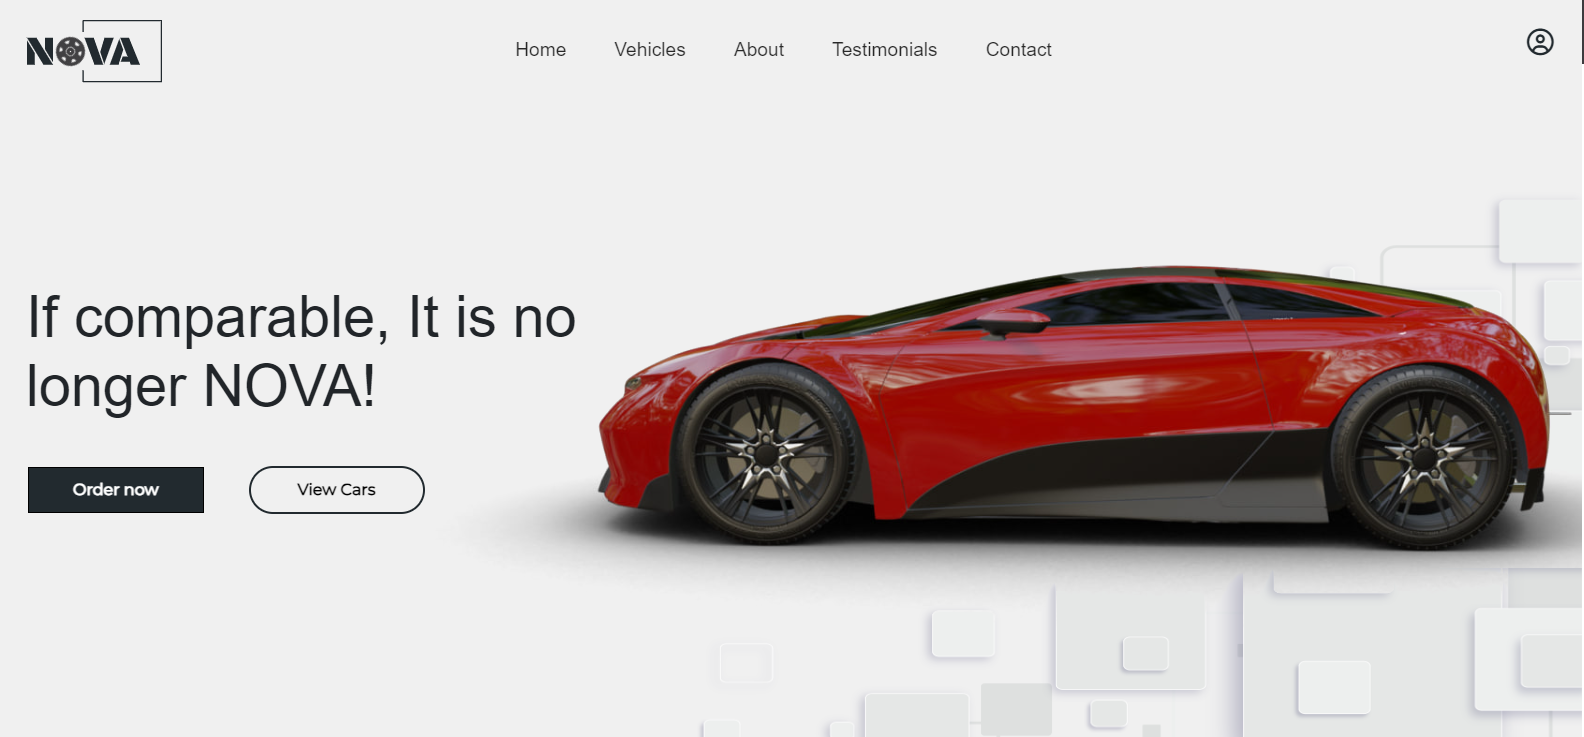 NOVA
Home
Vehicles
About
Testimonials
Contact
If comparable, It is no
longer NOVA!
Order now
View Cars